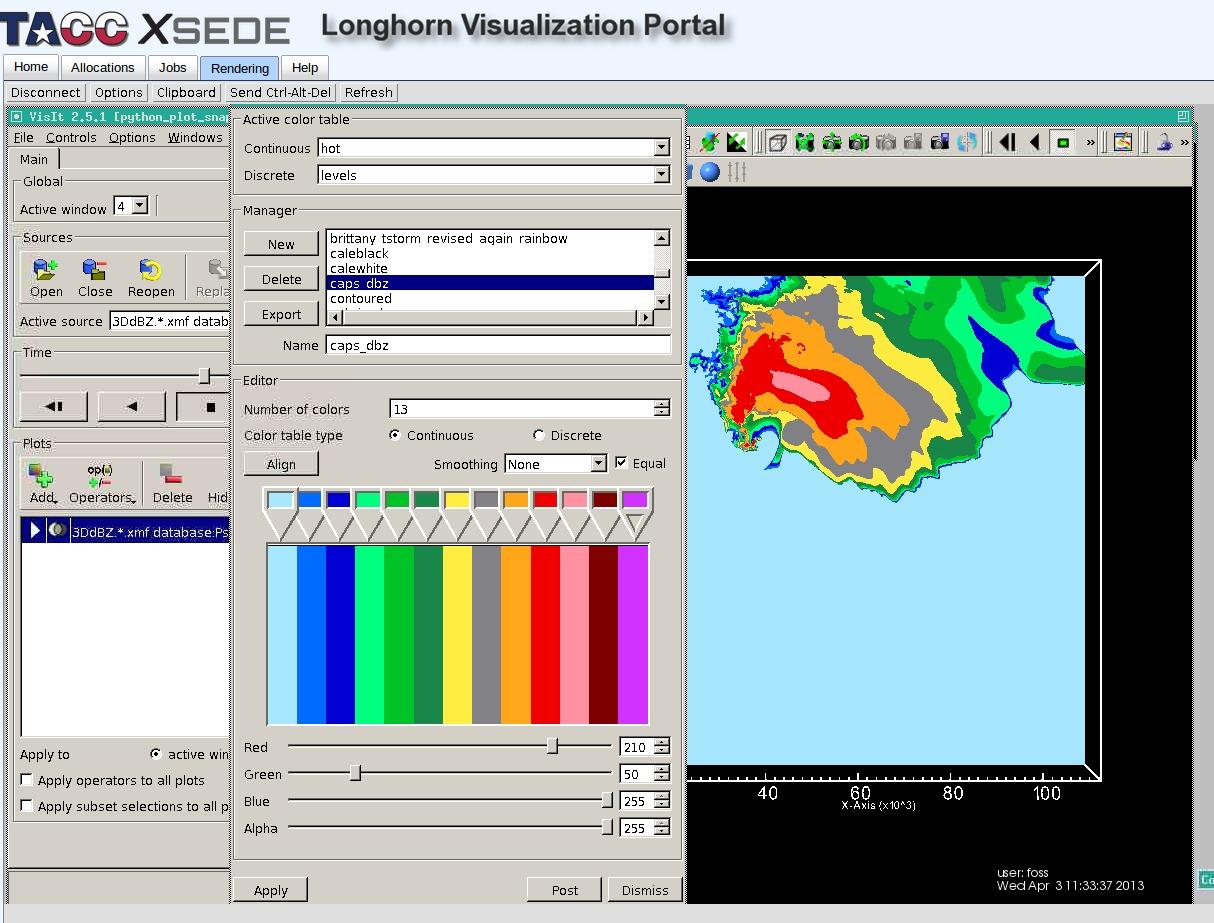 TACC XSEDE Longhorn Visualization Portal
Home Allocations Jobs Rendering Help
Disconnect Options Clipboard Send Ctrl-Alt-Del Refresh
VisIt 2.5.1 [python_plot_sna
File Controls Options Windows
Main
Global
Active window 4
Sources
Open Close Reopen Repla
Active source 3DdBZ.*.xmf datab
Time
Plots
op(u)
+/-
Add Operators Delete Hid
3DdBZ.*.xmf database:Ps
Apply to active win
Apply operators to all plots
Apply subset selections to all p
Active color table
Continuous hot
Discrete levels
Manager
New
Delete
Export
brittany tstorm revised again rainbow
caleblack
calewhite
caps dbz
contoured
Name caps_dbz
Editor
Number of colors 13
Color table type Continuous Discrete
Align Smoothing None Equal
Red 210
Green 50
Blue 255
Alpha 255
Apply Post Dismiss
» »
40 60 80 100
X-Axis (x10^3)
user: foss
Wed Apr 3 11:33:37 2013
Co